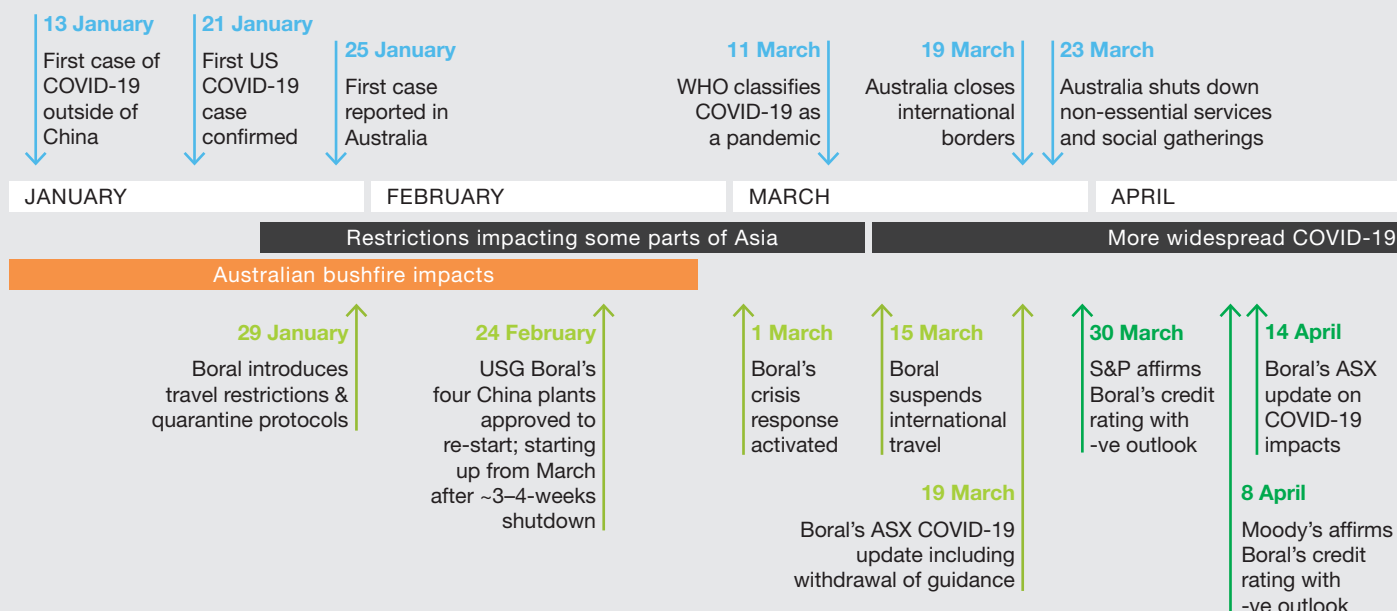 13 January
First case of
COVID-19
outside of
China
21 January
First US
COVID-19
case
confirmed
25 January
First case
reported in
Australia
11 March
WHO classifies
COVID-19 as
a pandemic
19 March
Australia closes
international
borders
23 March
Australia shuts down
non-essential services
and social gatherings
JANUARY
FEBRUARY
MARCH
APRIL
Restrictions impacting some parts of Asia
More widespread COVID-19
Australian bushfire impacts
29 January
Boral introduces
travel restrictions &
quarantine protocols
24 February
USG Boral's
four China plants
approved to
re-start; starting
up from March
after ~3–4-weeks
shutdown
1 March
Boral's
crisis
response
activated
15 March
Boral
suspends
international
travel
19 March
Boral's ASX COVID-19
update including
withdrawal of guidance
30 March
S&P affirms
Boral's credit
rating with
-ve outlook
14 April
Boral's ASX
update on
COVID-19
impacts
8 April
Moody's affirms
Boral's credit
rating with
-ve outlook